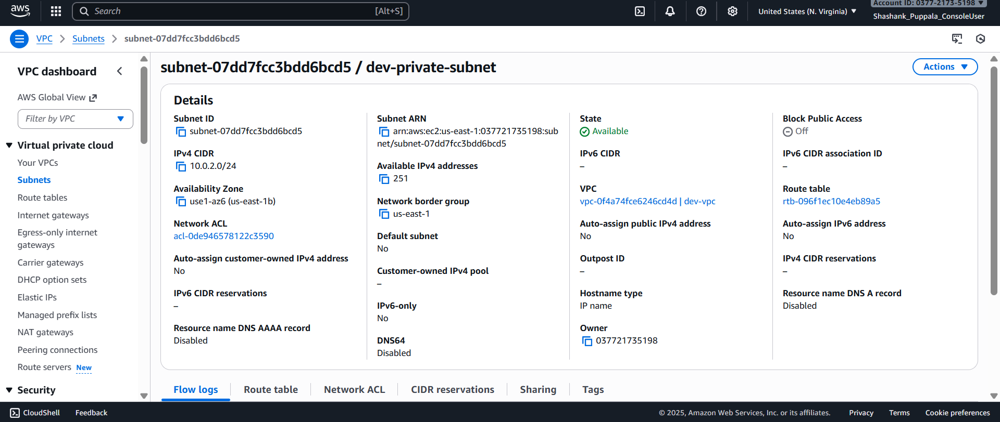 aws
Search [Alt+S]
United States (N. Virginia)
Account ID: 0377-2173-5198
Shashank_Puppala_ConsoleUser
VPC > Subnets > subnet-07dd7fcc3bdd6bcd5
VPC dashboard
AWS Global View
Filter by VPC
Virtual private cloud
Your VPCs
Subnets
Route tables
Internet gateways
Egress-only internet
gateways
Carrier gateways
DHCP option sets
Elastic IPs
Managed prefix lists
NAT gateways
Peering connections
Route servers New
Security
subnet-07dd7fcc3bdd6bcd5 / dev-private-subnet
Actions
Details
Subnet ID
subnet-07dd7fcc3bdd6bcd5
IPv4 CIDR
10.0.2.0/24
Availability Zone
use1-az6 (us-east-1b)
Network ACL
acl-0de946578122c3590
Auto-assign customer-owned IPv4 address
No
IPv6 CIDR reservations
–
Resource name DNS AAAA record
Disabled
Subnet ARN
arn:aws:ec2:us-east-1:037721735198:sub
net/subnet-07dd7fcc3bdd6bcd5
Available IPv4 addresses
251
Network border group
us-east-1
Default subnet
No
Customer-owned IPv4 pool
–
IPv6-only
No
DNS64
Disabled
State
Available
IPv6 CIDR
–
VPC
vpc-0f4a74fce6246cd4d | dev-vpc
Auto-assign public IPv4 address
No
Outpost ID
–
Hostname type
IP name
Owner
037721735198
Block Public Access
Off
IPv6 CIDR association ID
–
Route table
rtb-096f1ec10e4eb89a5
Auto-assign IPv6 address
No
IPv4 CIDR reservations
–
Resource name DNS A record
Disabled
Flow logs
Route table
Network ACL
CIDR reservations
Sharing
Tags
CloudShell
Feedback
© 2025, Amazon Web Services, Inc. or its affiliates.
Privacy
Terms
Cookie preferences